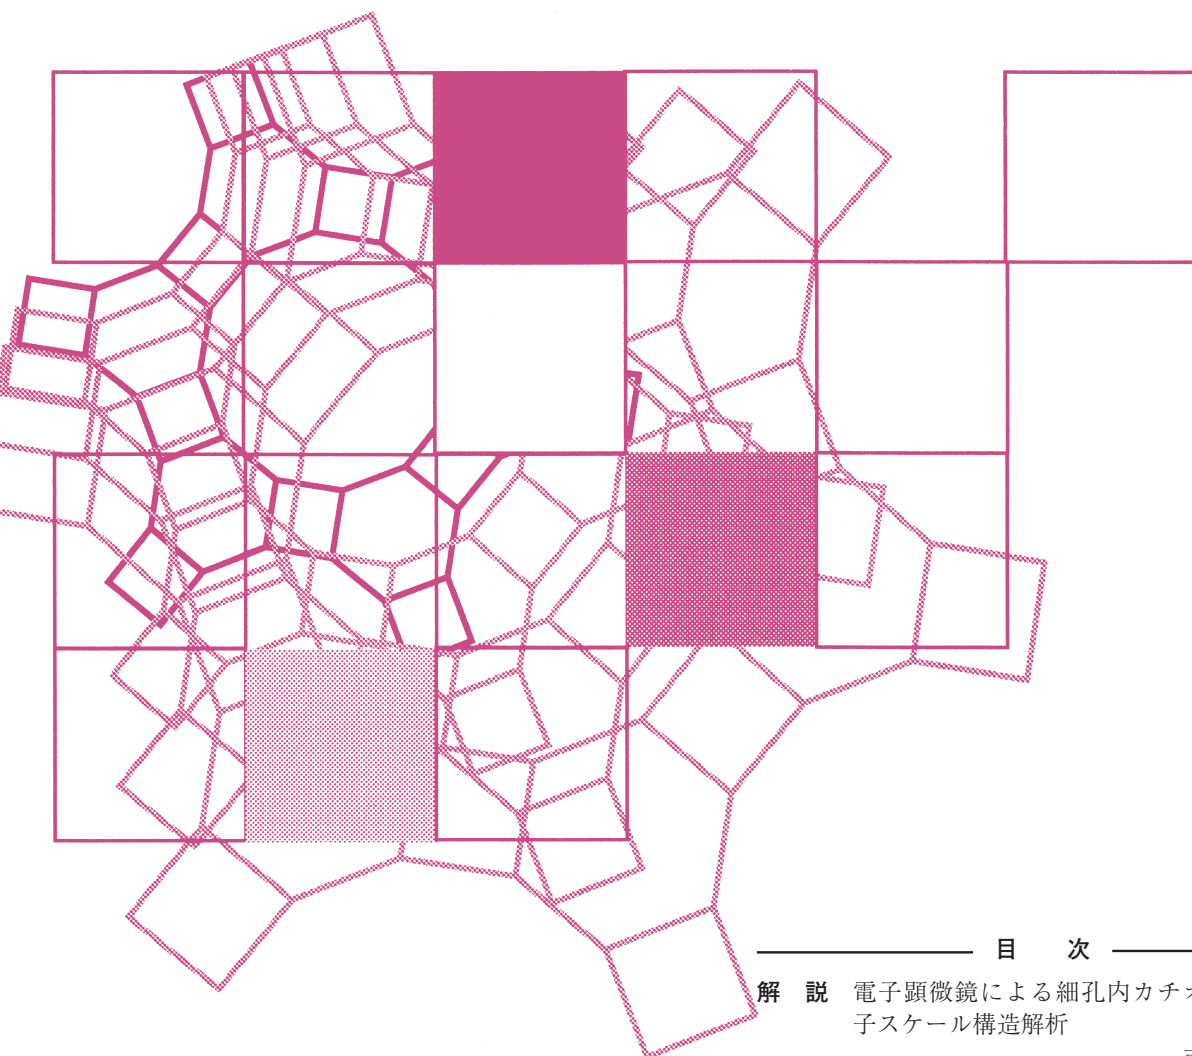 目 次
解 説 電子顕微鏡による細孔内カチオ
子スケール構造解析